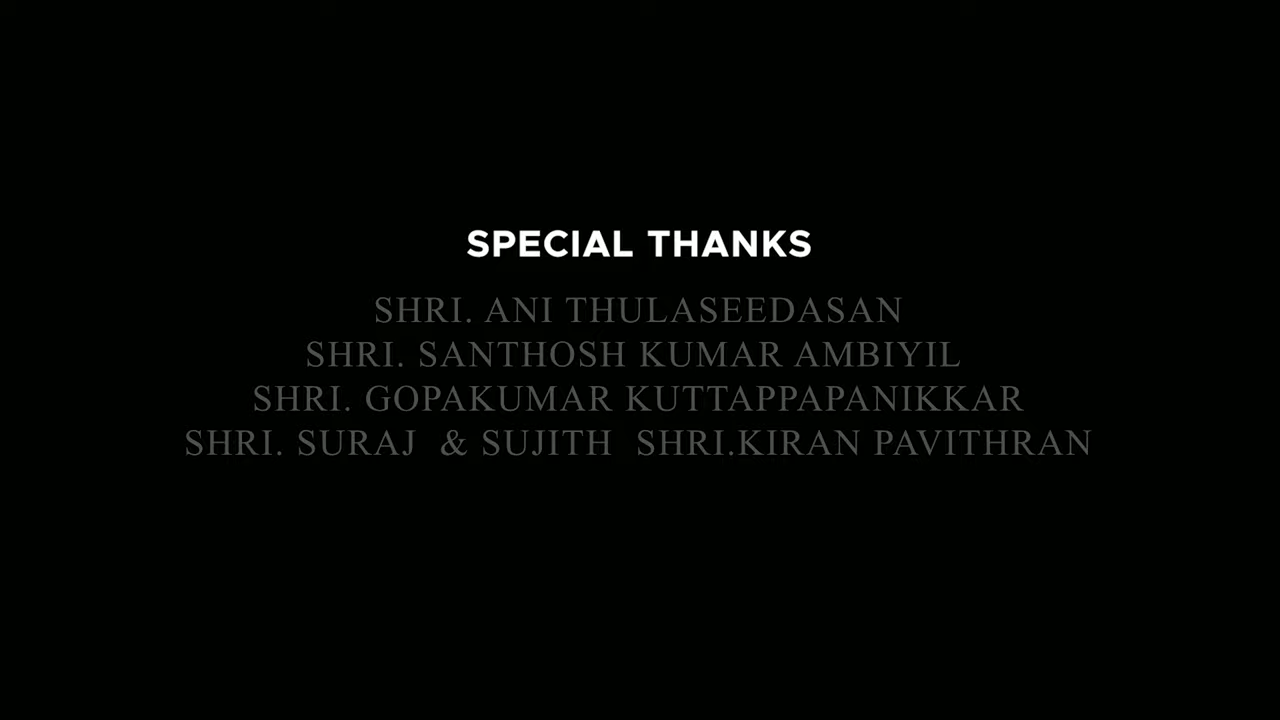 SPECIAL THANKS
SHRI. ANI THULASEEDASAN
SHRI. SANTHOSH KUMAR AMBIYIL
SHRI. GOPAKUMAR KUTTAPPAPANIKKAR
SHRI. SURAJ & SUJITH SHRI.KIRAN PAVITHRAN